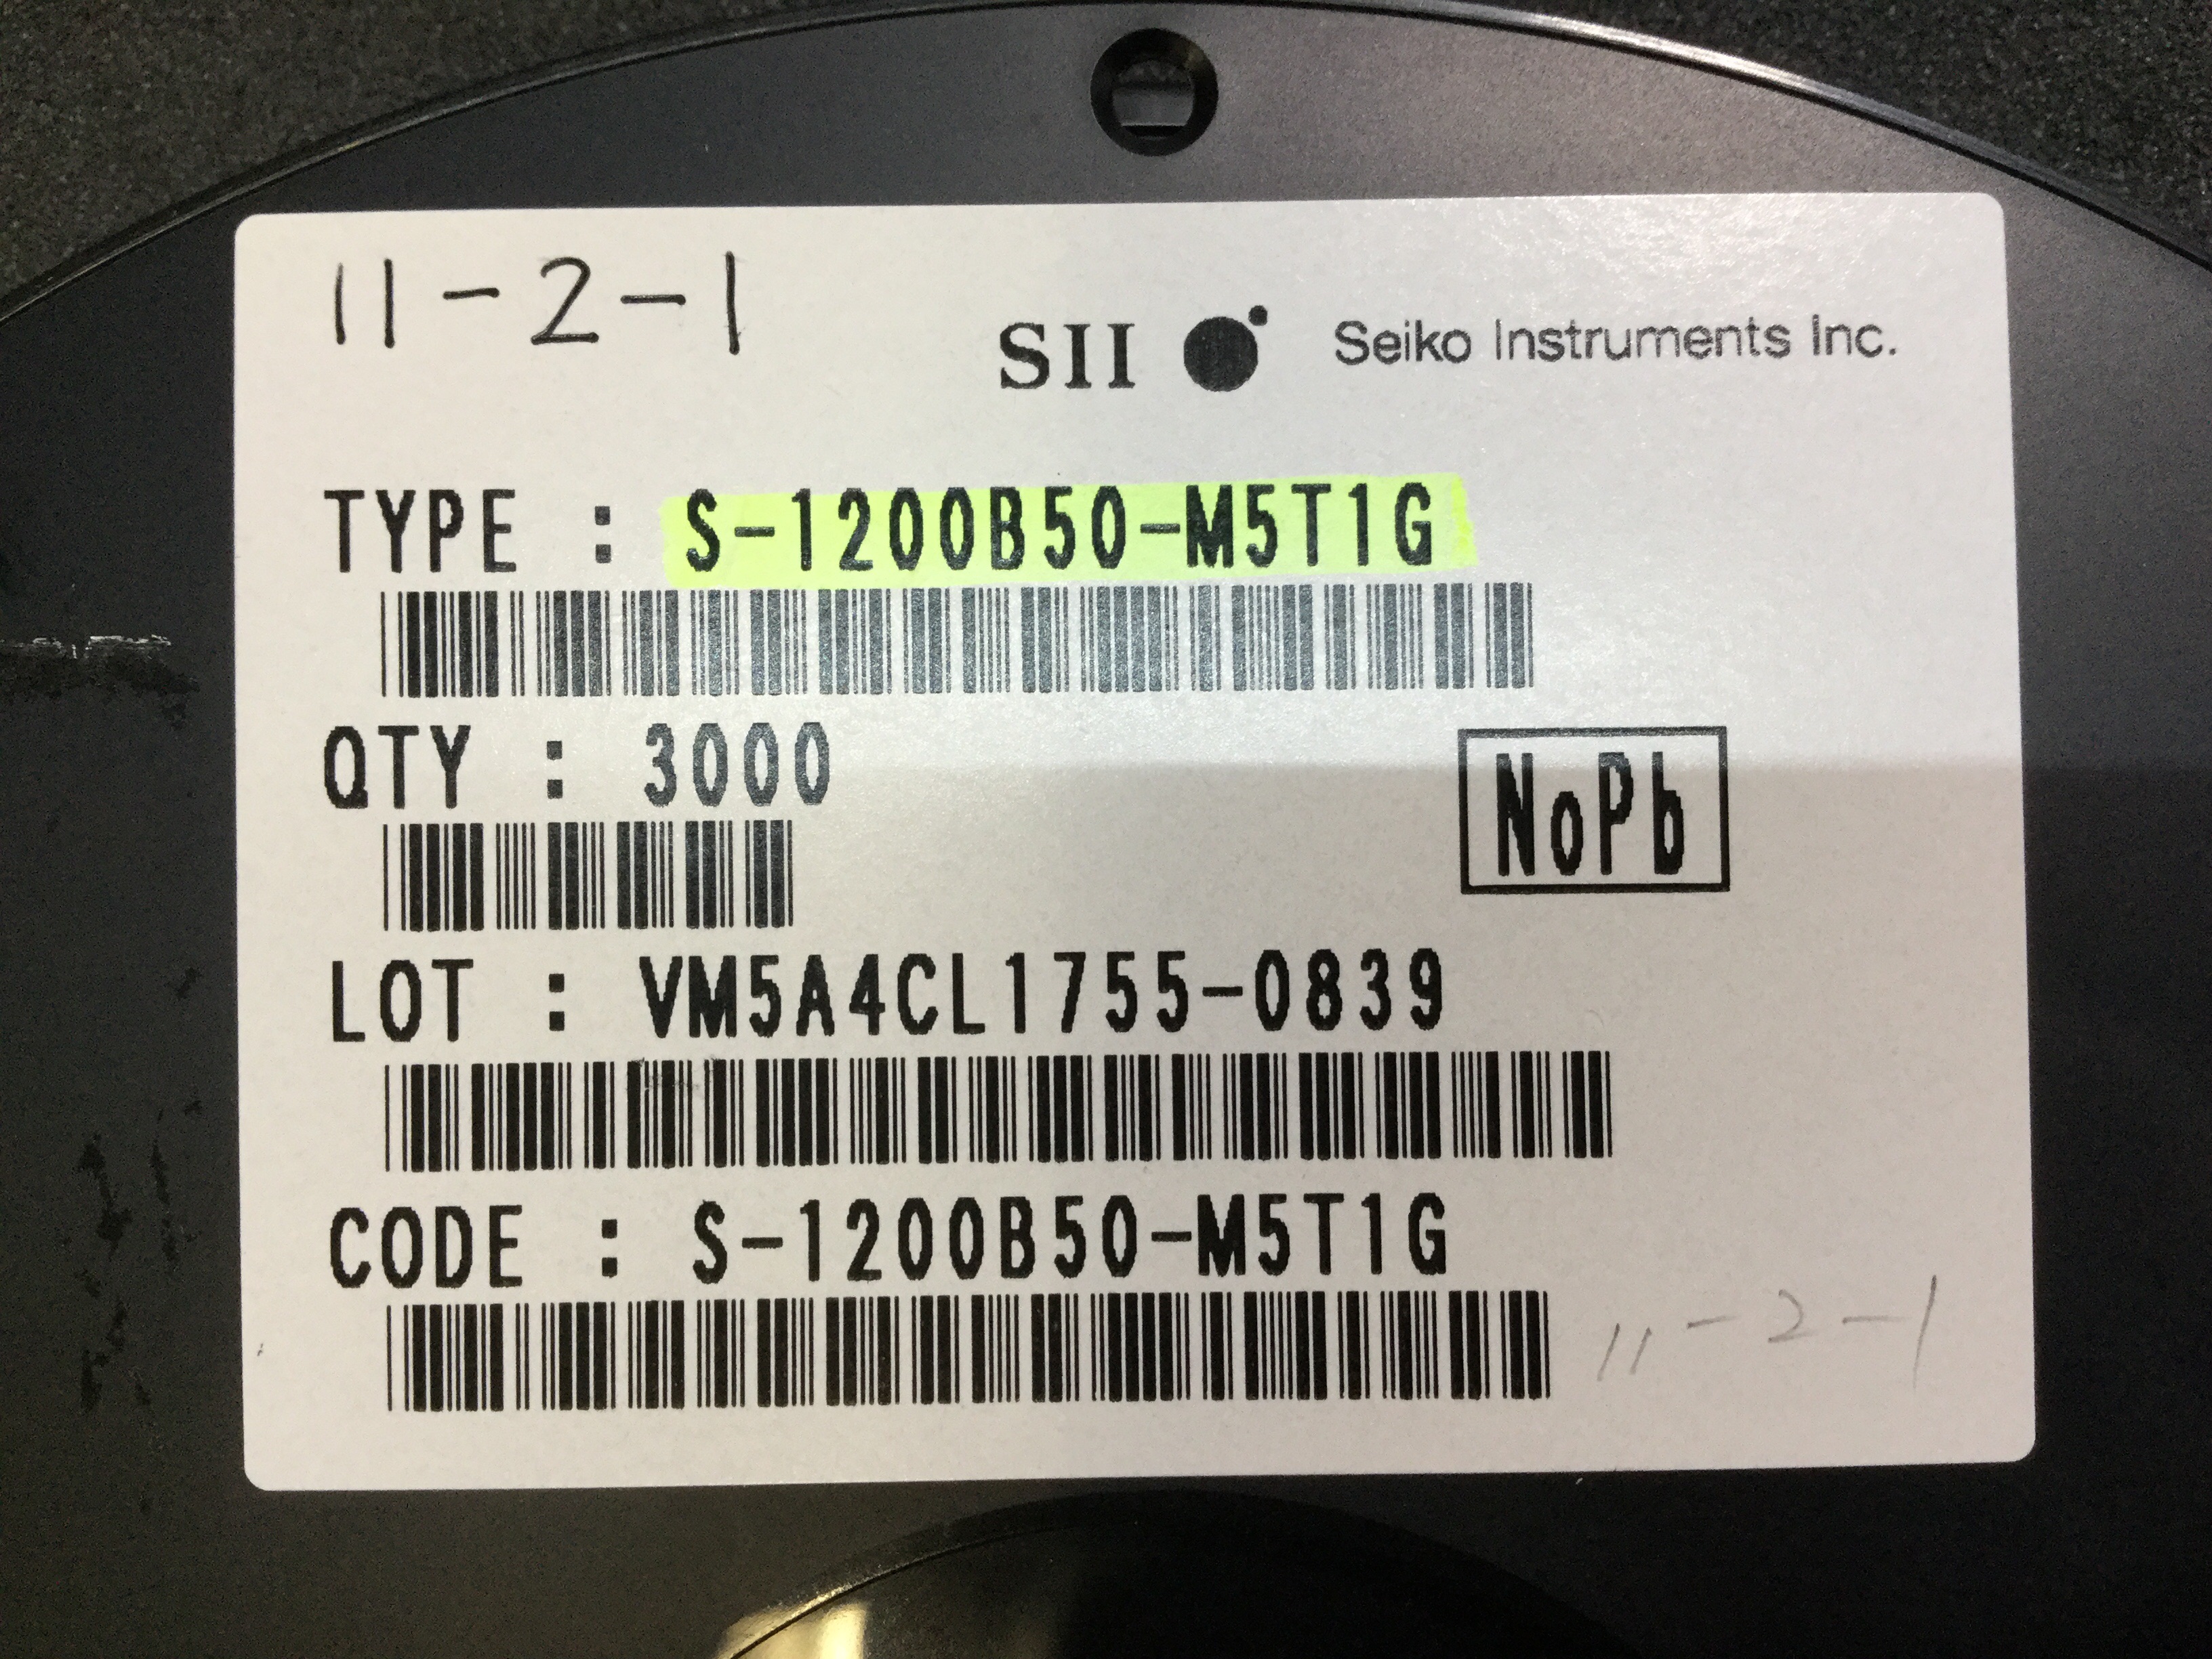 11-2-1
SII Seiko Instruments Inc.
TYPE : S-1200B50-M5T1G
QTY : 3000
NoPb
LOT : VM5A4CL1755-0839
CODE : S-1200B50-M5T1G
11-2-1